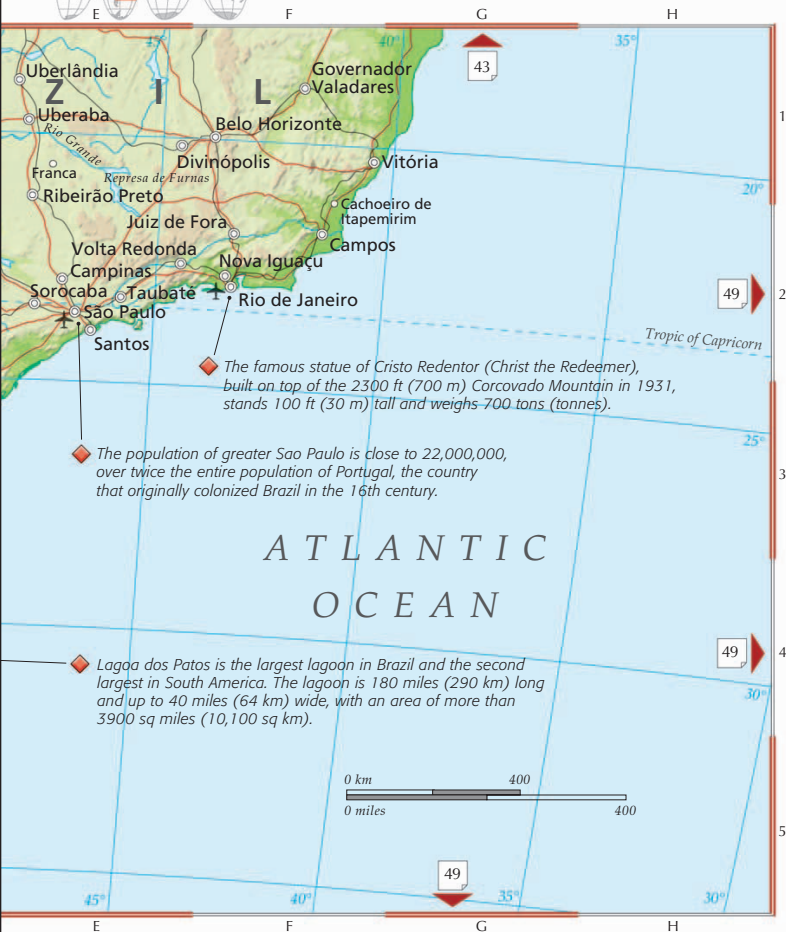 E F G H
45°
40°
35°
43
Uberlândia
Governador
Valadares
Z I L
Uberaba
Belo Horizonte
1
Rio Grande
Divinópolis
Vitória
Franca
Represa de Furnas
20°
Ribeirão Preto
Cachoeiro de
Itapemirim
Juiz de Fora
Campos
Volta Redonda
Nova Iguaçu
Campinas
Sorocaba
Taubaté
Rio de Janeiro
49
2
São Paulo
Santos
Tropic of Capricorn
The famous statue of Cristo Redentor (Christ the Redeemer),
built on top of the 2300 ft (700 m) Corcovado Mountain in 1931,
stands 100 ft (30 m) tall and weighs 700 tons (tonnes).
25°
The population of greater Sao Paulo is close to 22,000,000,
over twice the entire population of Portugal, the country
that originally colonized Brazil in the 16th century.
3
ATLANTIC
OCEAN
49
4
Lagoa dos Patos is the largest lagoon in Brazil and the second
largest in South America. The lagoon is 180 miles (290 km) long
and up to 40 miles (64 km) wide, with an area of more than
3900 sq miles (10,100 sq km).
30°
0 km 400
0 miles 400
5
49
45°
40°
35°
30°
E F G H